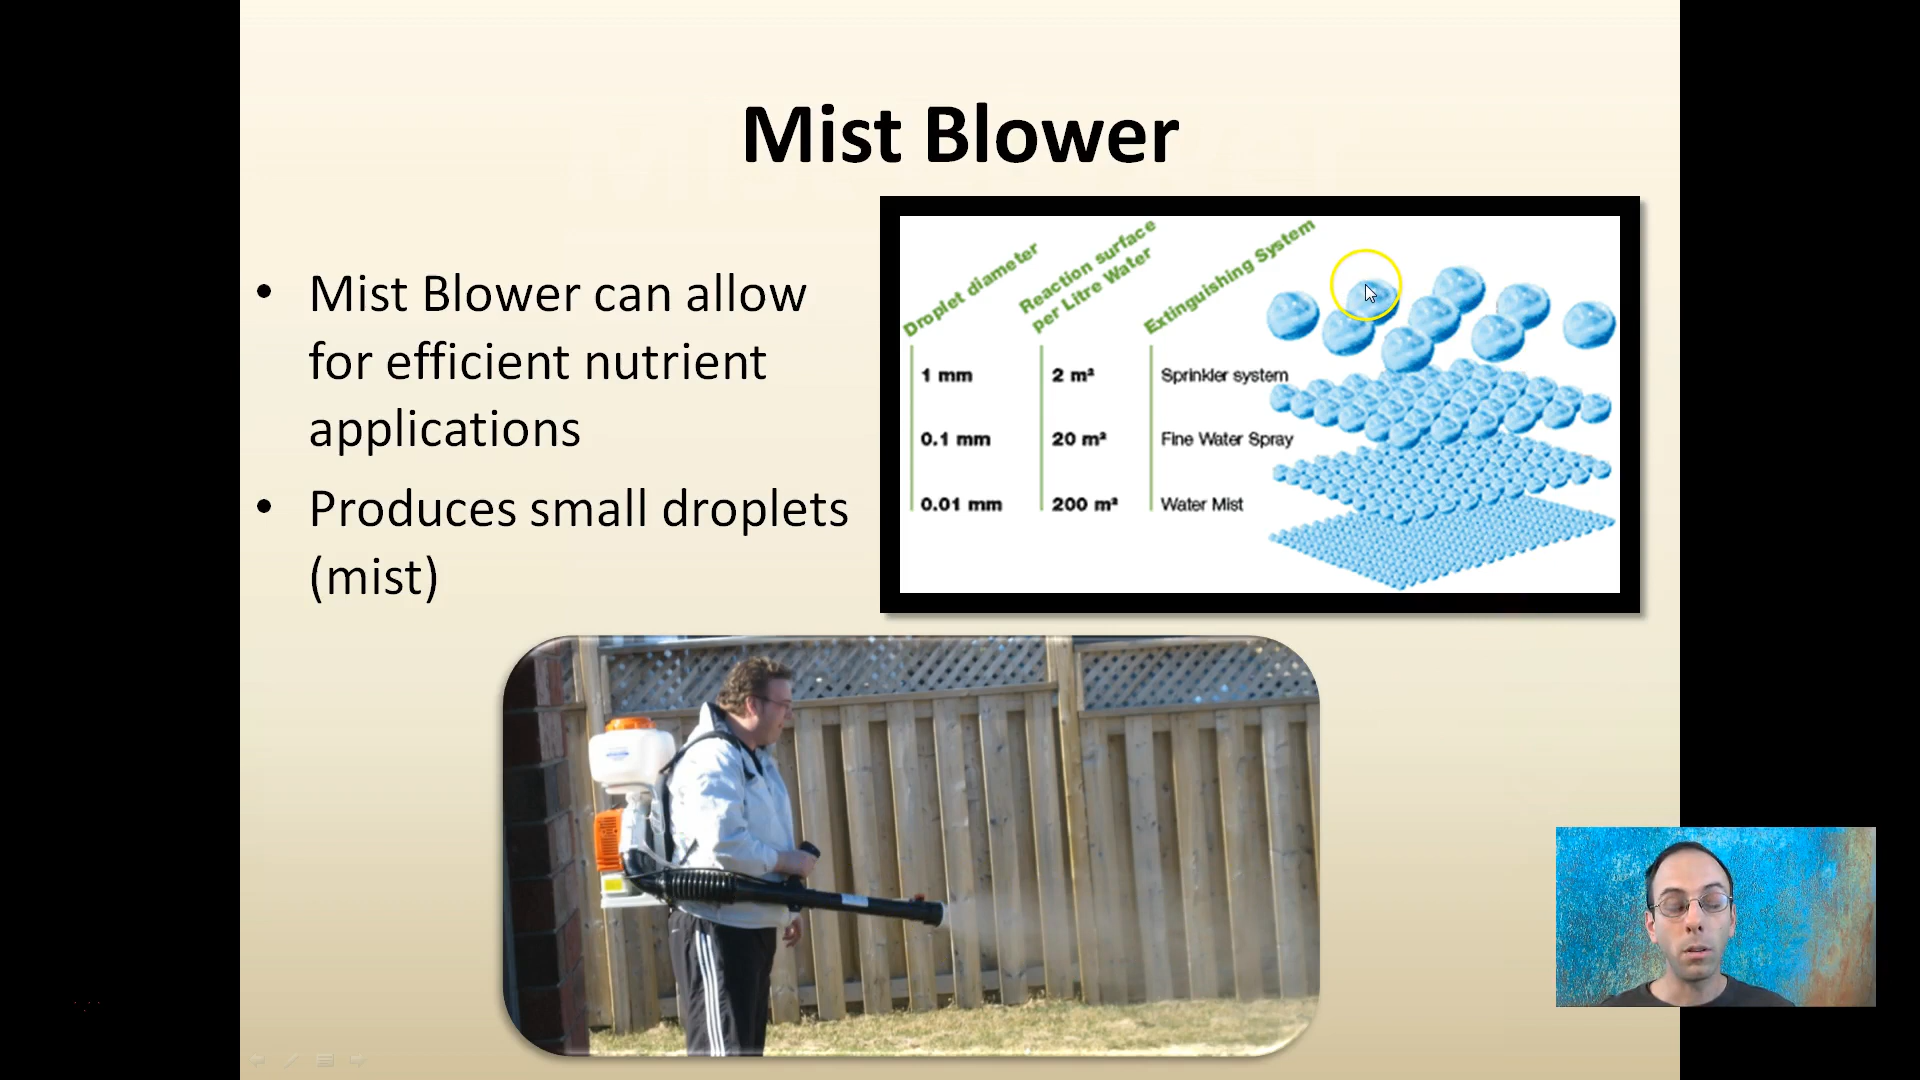 Mist Blower
• Mist Blower can allow
for efficient nutrient
applications
• Produces small droplets
(mist)
Droplet diameter
Reaction surface
per Litre Water
Extinguishing System
1 mm 2 m² Sprinkler system
0.1 mm 20 m² Fine Water Spray
0.01 mm 200 m² Water Mist